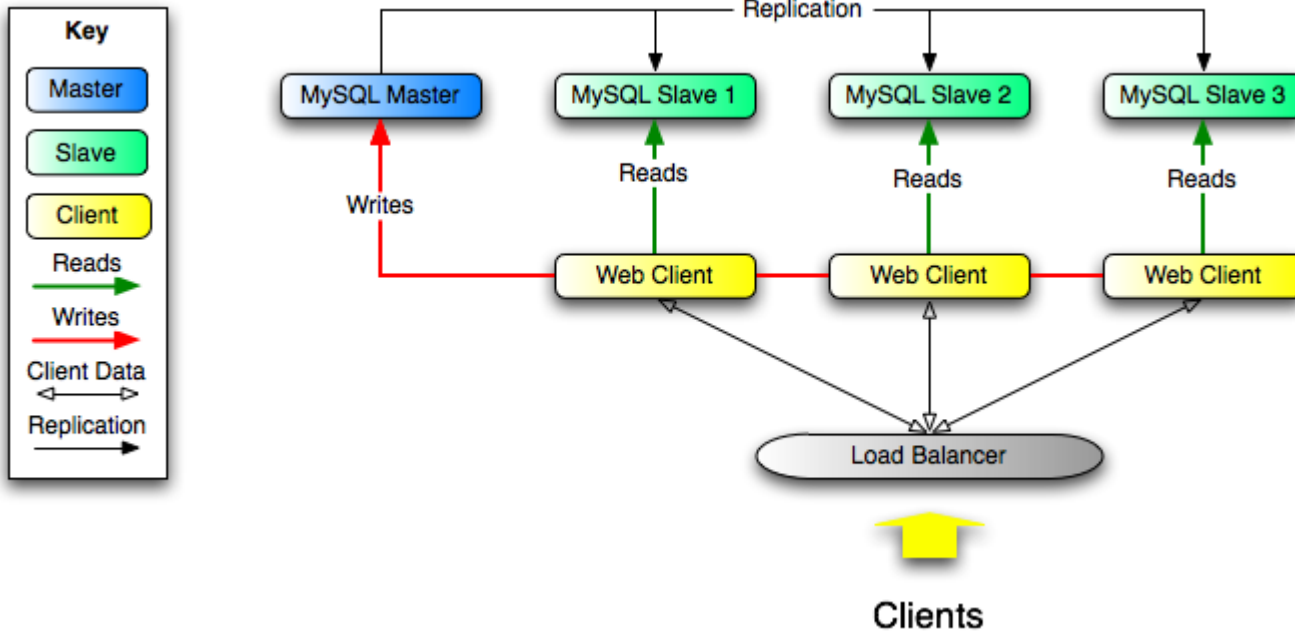 Key
Master
Slave
Client
Reads
Writes
Client Data
Replication
Replication
MySQL Master
MySQL Slave 1
MySQL Slave 2
MySQL Slave 3
Writes
Reads
Reads
Reads
Web Client
Web Client
Web Client
Load Balancer
Clients